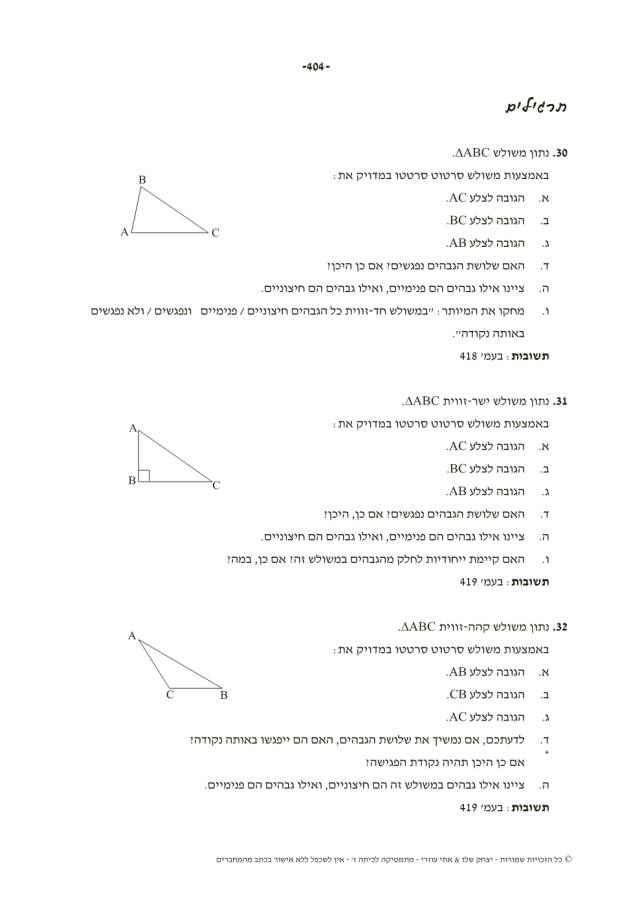 -404-
תרגילים
30. נתון משולש ΔABC.
באמצעות משולש סרטוט סרטטו במדויק את:
א. הגובה לצלע AC.
ב. הגובה לצלע BC.
ג. הגובה לצלע AB.
ד. האם שלושת הגבהים נפגשים? אם כן היכן?
ה. ציינו אילו גבהים הם פנימיים, ואילו גבהים הם חיצוניים.
ו. מחקו את המיותר: "במשולש חד-זווית כל הגבהים חיצוניים / פנימיים ונפגשים / ולא נפגשים
באותה נקודה".
תשובות: בעמ' 418
B
A
C
31. נתון משולש ישר-זווית ΔABC.
באמצעות משולש סרטוט סרטטו במדויק את:
א. הגובה לצלע AC.
ב. הגובה לצלע BC.
ג. הגובה לצלע AB.
ד. האם שלושת הגבהים נפגשים? אם כן, היכן?
ה. ציינו אילו גבהים הם פנימיים, ואילו גבהים הם חיצוניים.
ו. האם קיימת ייחודיות לחלק מהגבהים במשולש זה? אם כן, במה?
תשובות: בעמ' 419
A
B
C
32. נתון משולש קהה-זווית ΔABC.
באמצעות משולש סרטוט סרטטו במדויק את:
א. הגובה לצלע AB.
ב. הגובה לצלע CB.
ג. הגובה לצלע AC.
ד. לדעתכם, אם נמשיך את שלושת הגבהים, האם הם ייפגשו באותה נקודה?
*
אם כן היכן תהיה נקודת הפגישה?
ה. ציינו אילו גבהים במשולש זה הם חיצוניים, ואילו גבהים הם פנימיים.
תשובות: בעמ' 419
A
C
B
© כל הזכויות שמורות - יצחק שלו & אתי עוזרי - מתמטיקה לכיתה ז' - אין לשכפל ללא אישור בכתב מהמחברים